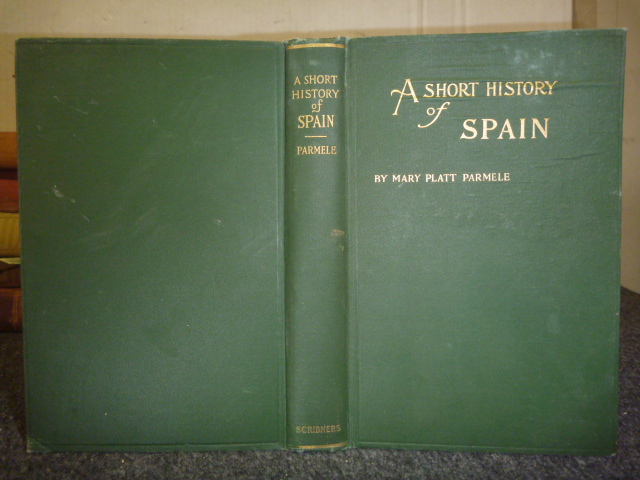 A SHORT
HISTORY
of
SPAIN
PARMELE
SCRIBNERS
A SHORT HISTORY
of
SPAIN
BY MARY PLATT PARMELE